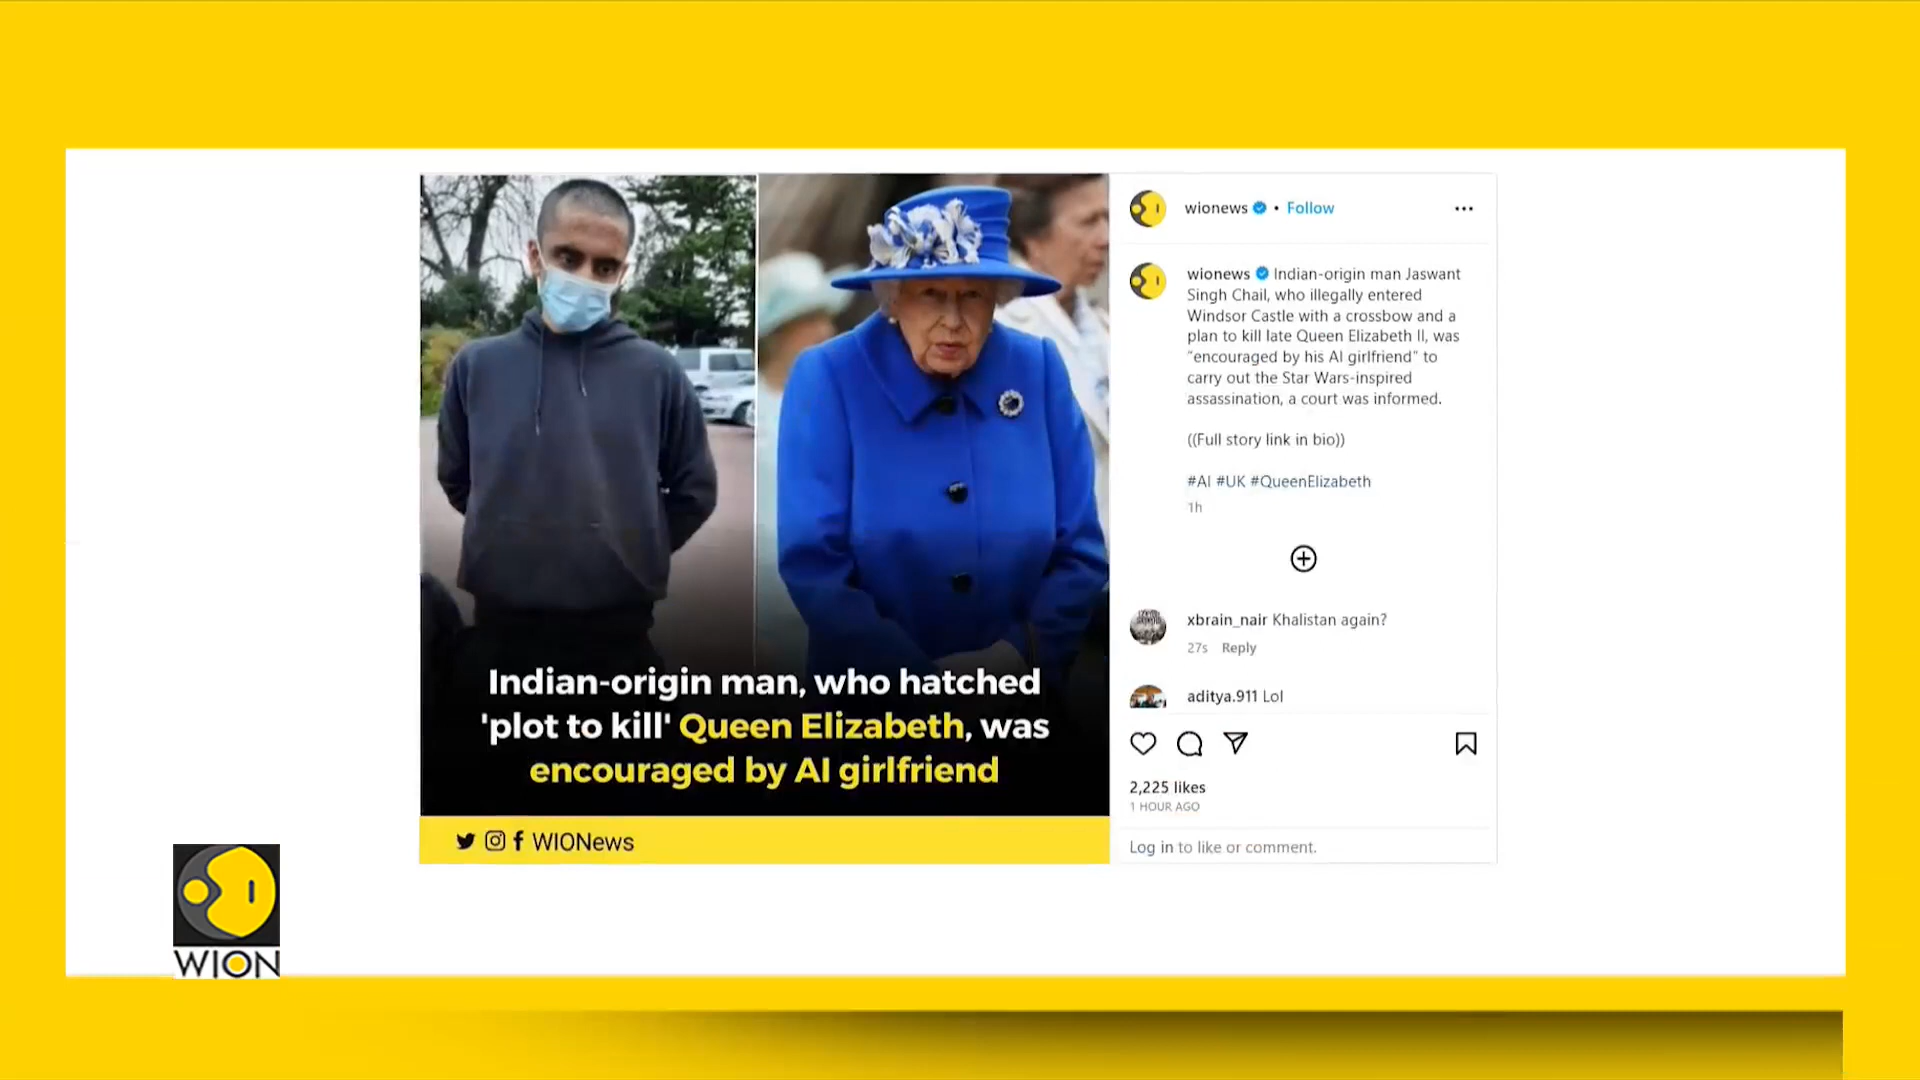 Indian-origin man, who hatched
'plot to kill' Queen Elizabeth, was
encouraged by AI girlfriend
WIONews
wionews • Follow
wionews Indian-origin man Jaswant
Singh Chail, who illegally entered
Windsor Castle with a crossbow and a
plan to kill late Queen Elizabeth II, was
"encouraged by his AI girlfriend" to
carry out the Star Wars-inspired
assassination, a court was informed.
((Full story link in bio))
#AI #UK #QueenElizabeth
1h
xbrain_nair Khalistan again?
27s Reply
aditya.911 Lol
2,225 likes
1 HOUR AGO
Log in to like or comment.
WION